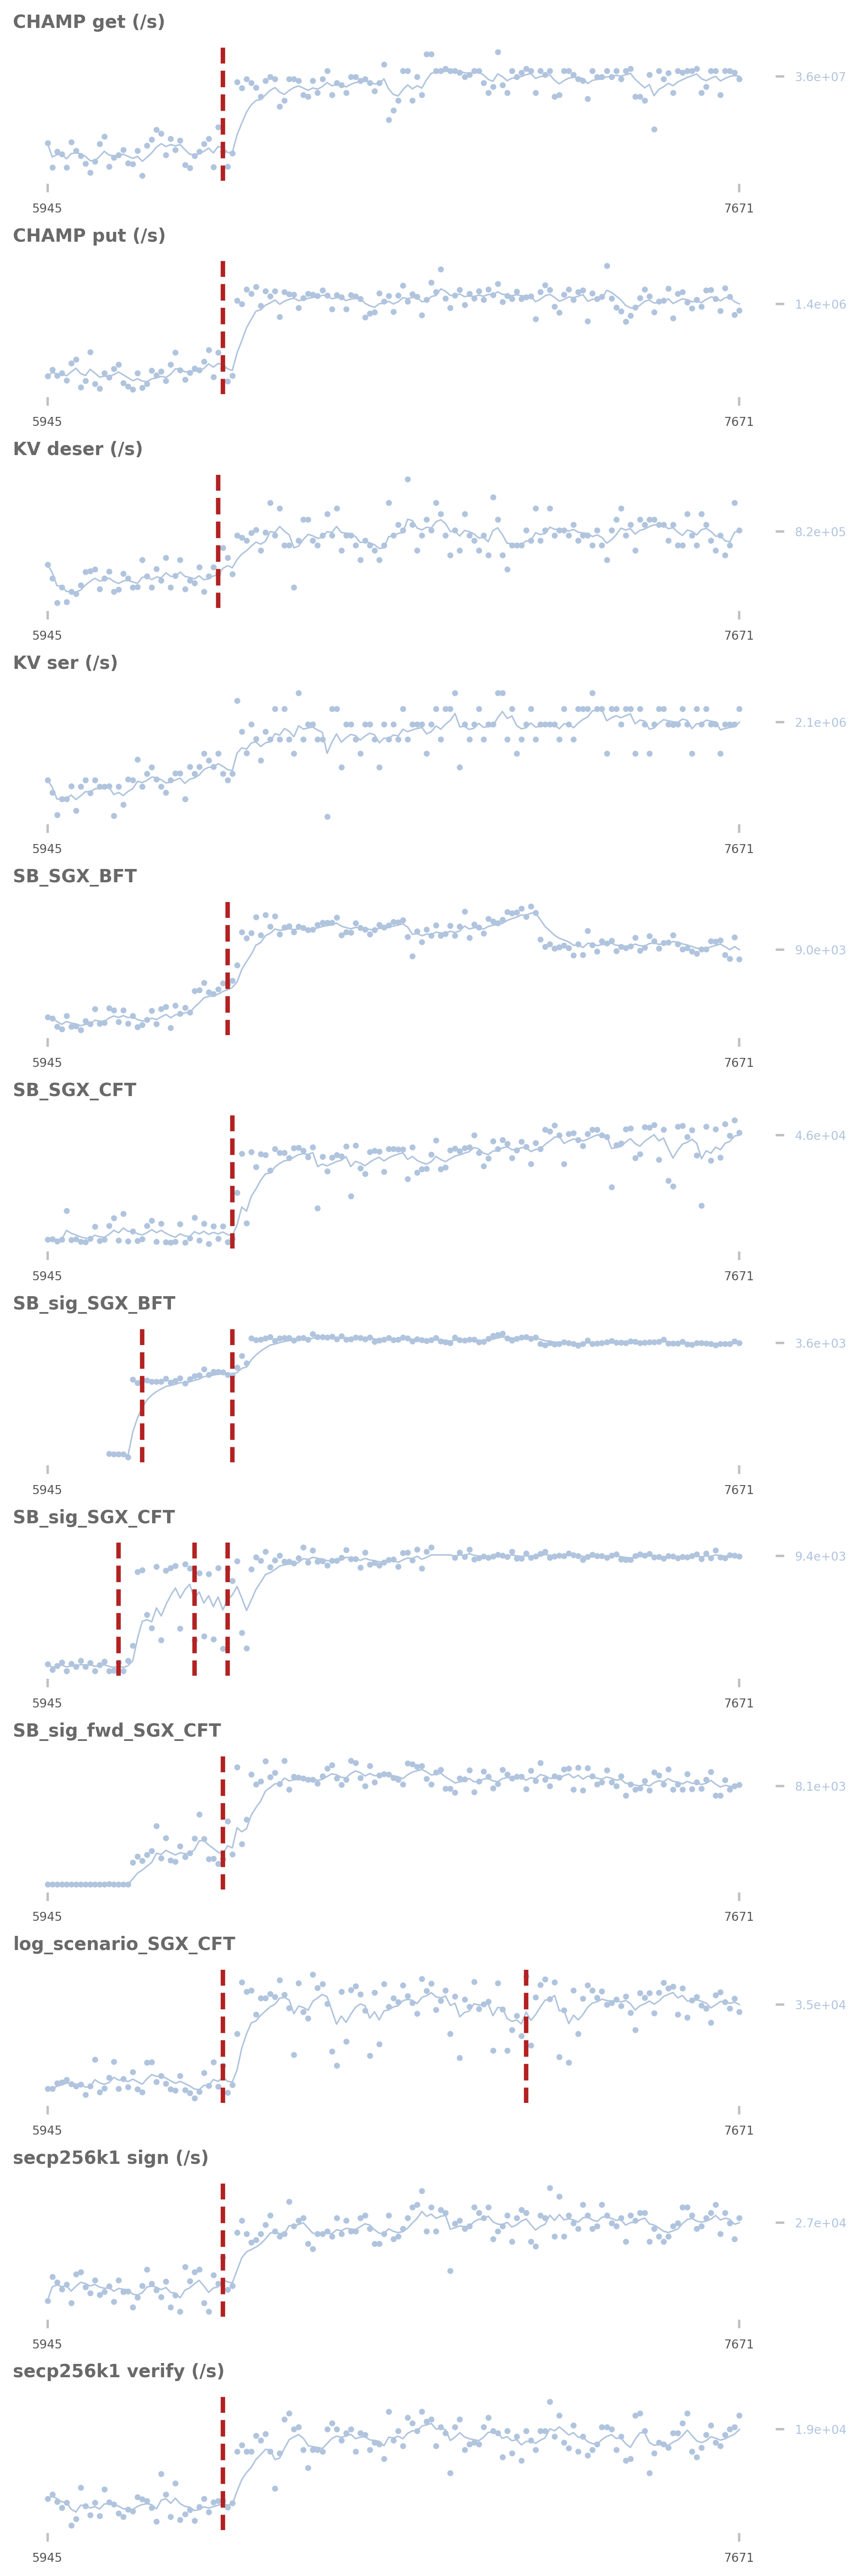 CHAMP get (/s)
3.6e+07
5945 7671
CHAMP put (/s)
1.4e+06
5945 7671
KV deser (/s)
8.2e+05
5945 7671
KV ser (/s)
2.1e+06
5945 7671
SB_SGX_BFT
9.0e+03
5945 7671
SB_SGX_CFT
4.6e+04
5945 7671
SB_sig_SGX_BFT
3.6e+03
5945 7671
SB_sig_SGX_CFT
9.4e+03
5945 7671
SB_sig_fwd_SGX_CFT
8.1e+03
5945 7671
log_scenario_SGX_CFT
3.5e+04
5945 7671
secp256k1 sign (/s)
2.7e+04
5945 7671
secp256k1 verify (/s)
1.9e+04
5945 7671